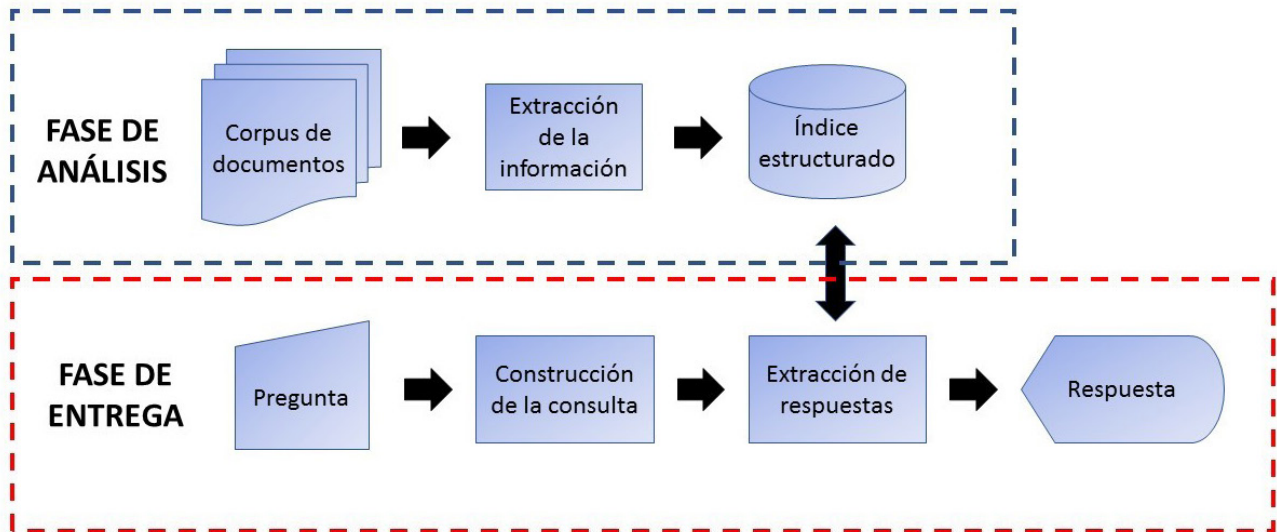 FASE DE
ANÁLISIS
Corpus de
documentos
Extracción
de la
información
Índice
estructurado
FASE DE
ENTREGA
Pregunta
Construcción
de la consulta
Extracción de
respuestas
Respuesta